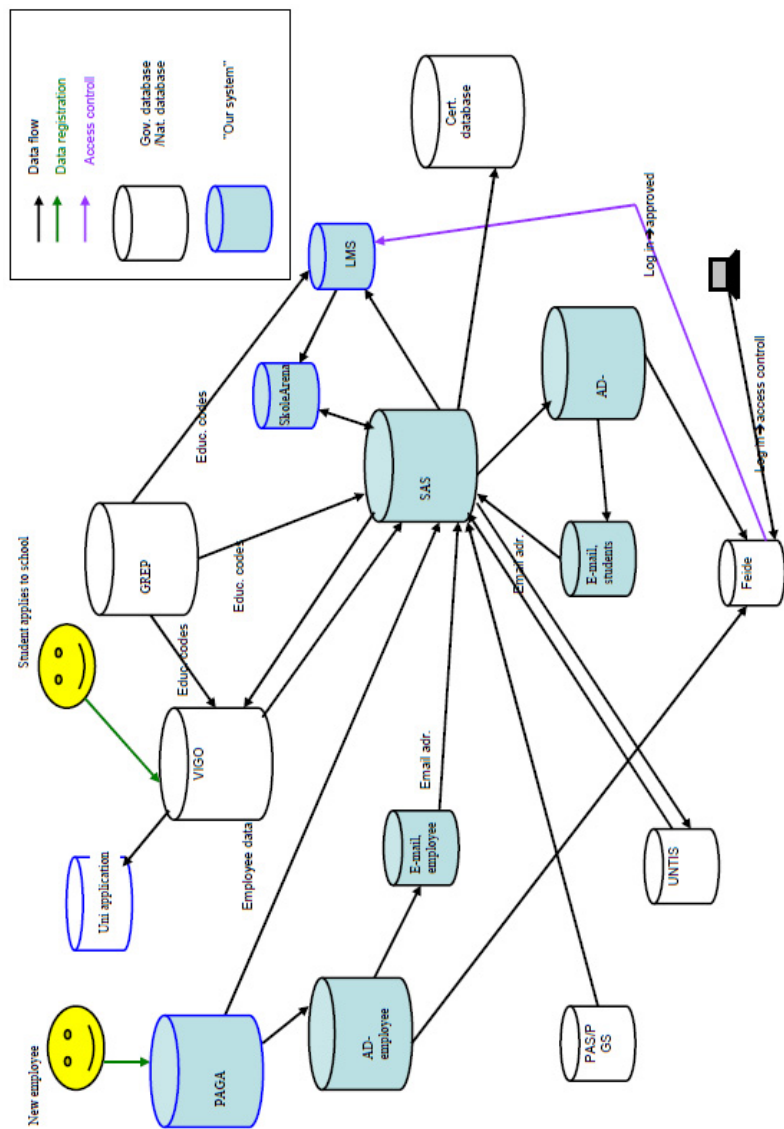 Data flow
Data registration
Access controll
Gov. database
/Nat. database
"Our system"
New employee
Student applies to school
Uni application
PAGA
VIGO
GREP
Educ. codes
Educ. codes
Educ. codes
SkoleArena
LMS
Employee data
AD-
employee
E-mail,
employee
Email adr.
SAS
Cert.
database
Email adr.
E-mail,
students
AD-
PAS/P
GS
UNTIS
Feide
Log in➔approved
Log in➔access controll